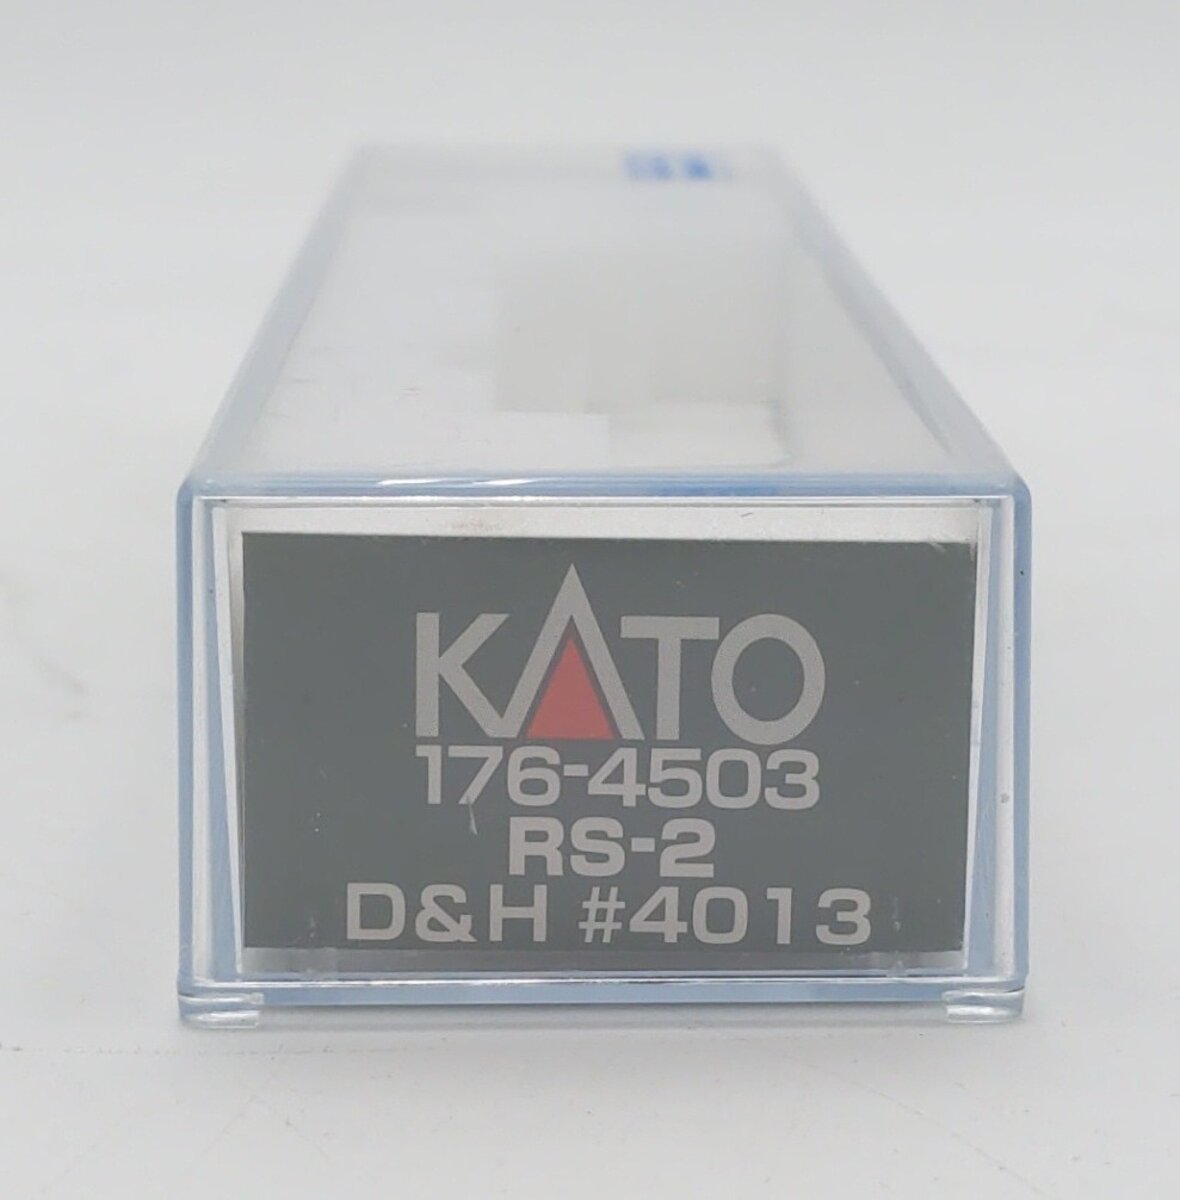 KATO
176-4503
RS-2
D&H #4013